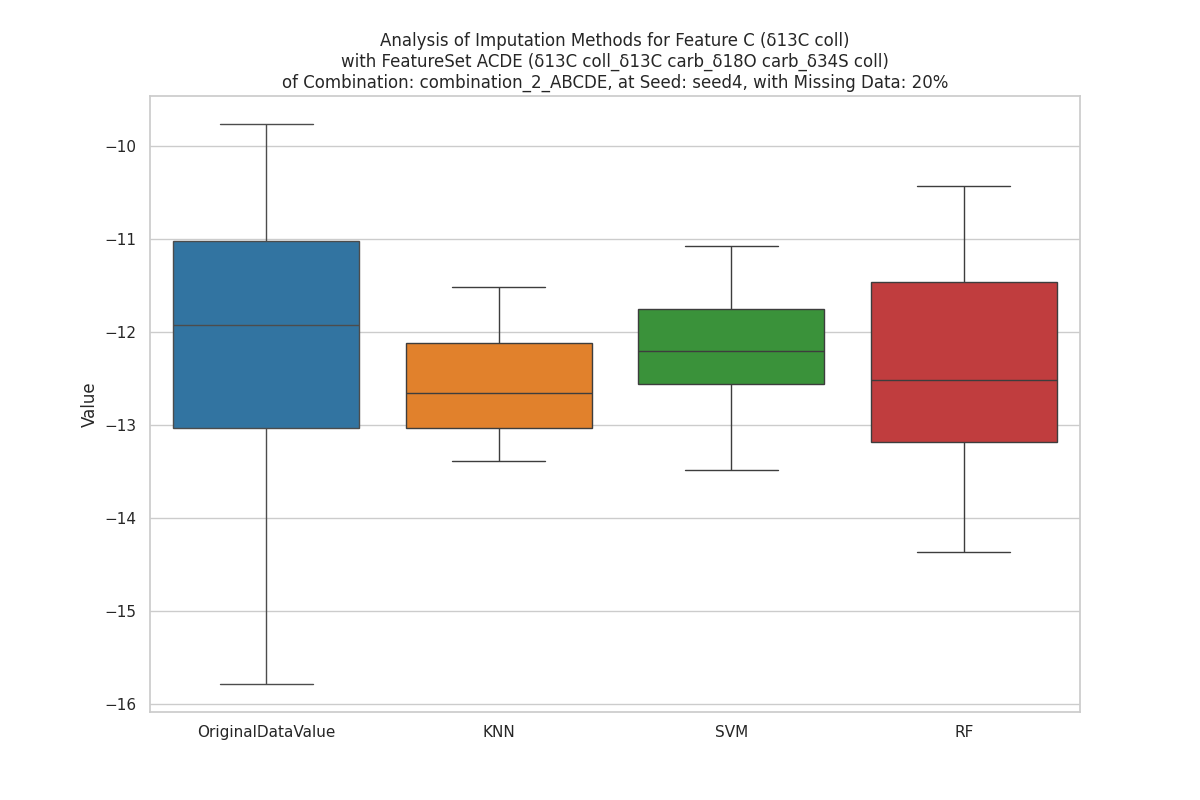 Analysis of Imputation Methods for Feature C (δ13C coll)
with FeatureSet ACDE (δ13C coll_δ13C carb_δ18O carb_δ34S coll)
of Combination: combination_2_ABCDE, at Seed: seed4, with Missing Data: 20%
−10
−11
−12
−13
−14
−15
−16
Value
OriginalDataValue
KNN
SVM
RF